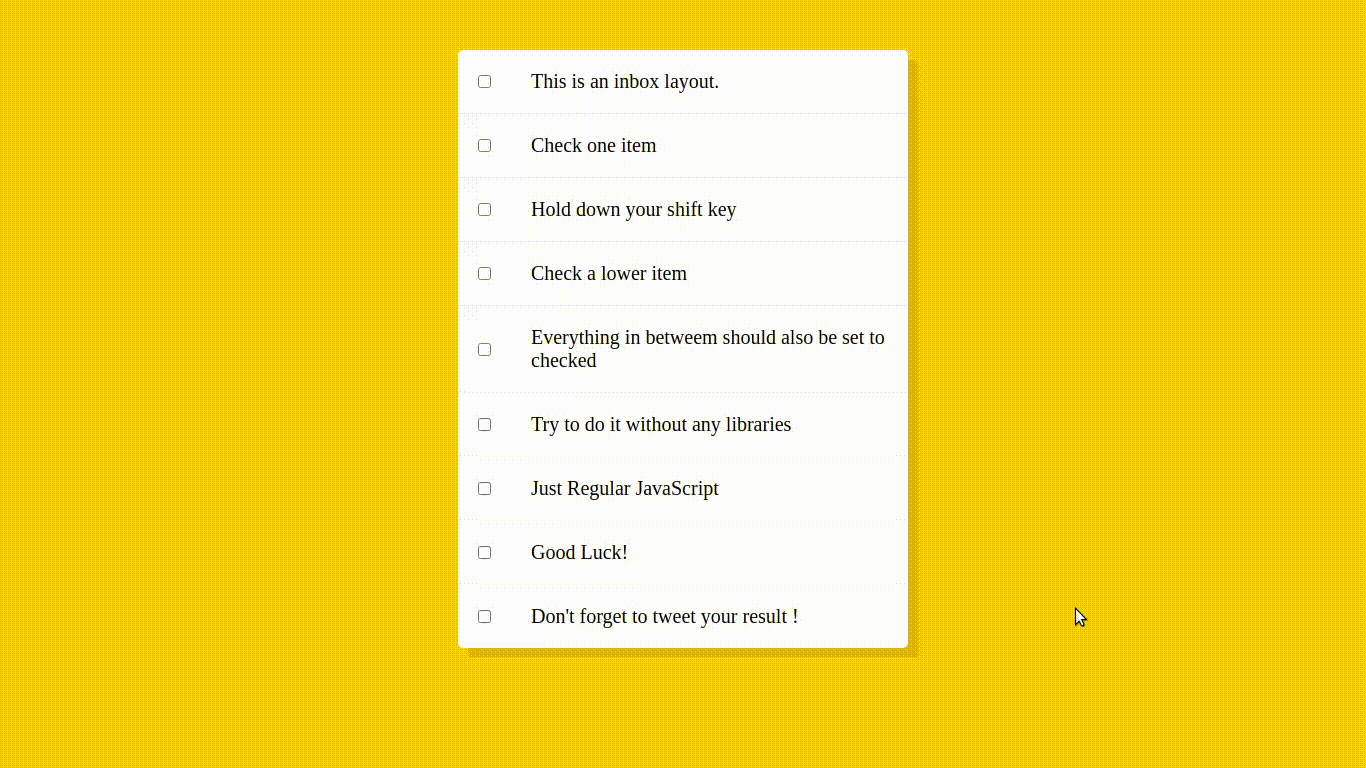 This is an inbox layout.
Check one item
Hold down your shift key
Check a lower item
Everything in betweem should also be set to
checked
Try to do it without any libraries
Just Regular JavaScript
Good Luck!
Don't forget to tweet your result !